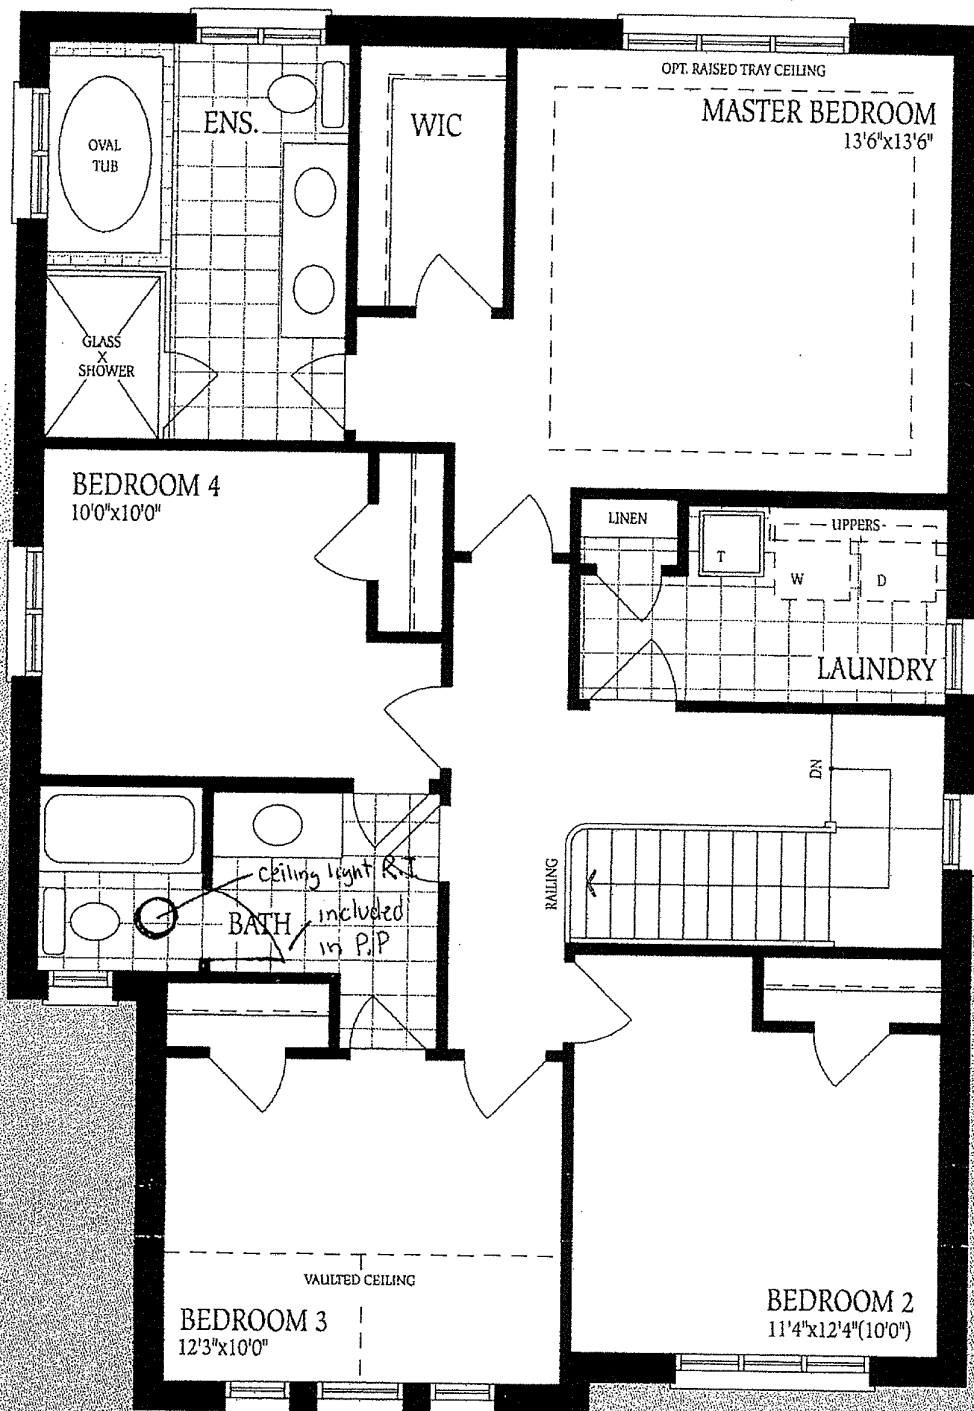 OPT. RAISED TRAY CEILING
MASTER BEDROOM
13'6"x13'6"
ENS.
WIC
OVAL
TUB
GLASS
X
SHOWER
BEDROOM 4
10'0"x10'0"
LINEN
UPPERS
T
W
D
LAUNDRY
DN
RAILING
ceiling light R.I
BATH
included
in P.P
VAULTED CEILING
BEDROOM 3
12'3"x10'0"
BEDROOM 2
11'4"x12'4"(10'0")